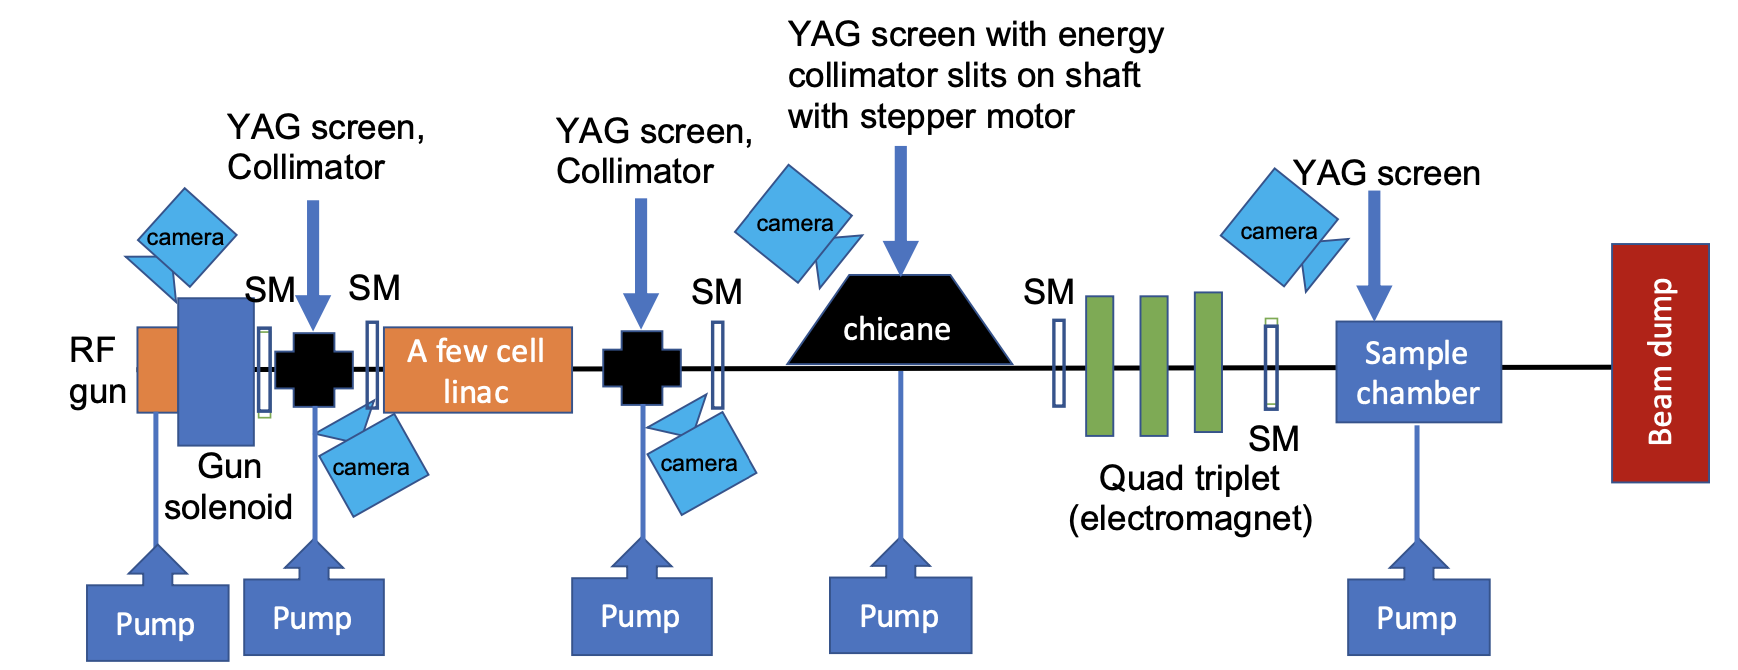 YAG screen with energy
collimator slits on shaft
with stepper motor
YAG screen,
Collimator
YAG screen,
Collimator
YAG screen
camera
camera
camera
SM
SM
SM
SM
RF
gun
A few cell
linac
chicane
Sample
chamber
Beam dump
SM
Gun
solenoid
camera
camera
Quad triplet
(electromagnet)
Pump
Pump
Pump
Pump
Pump